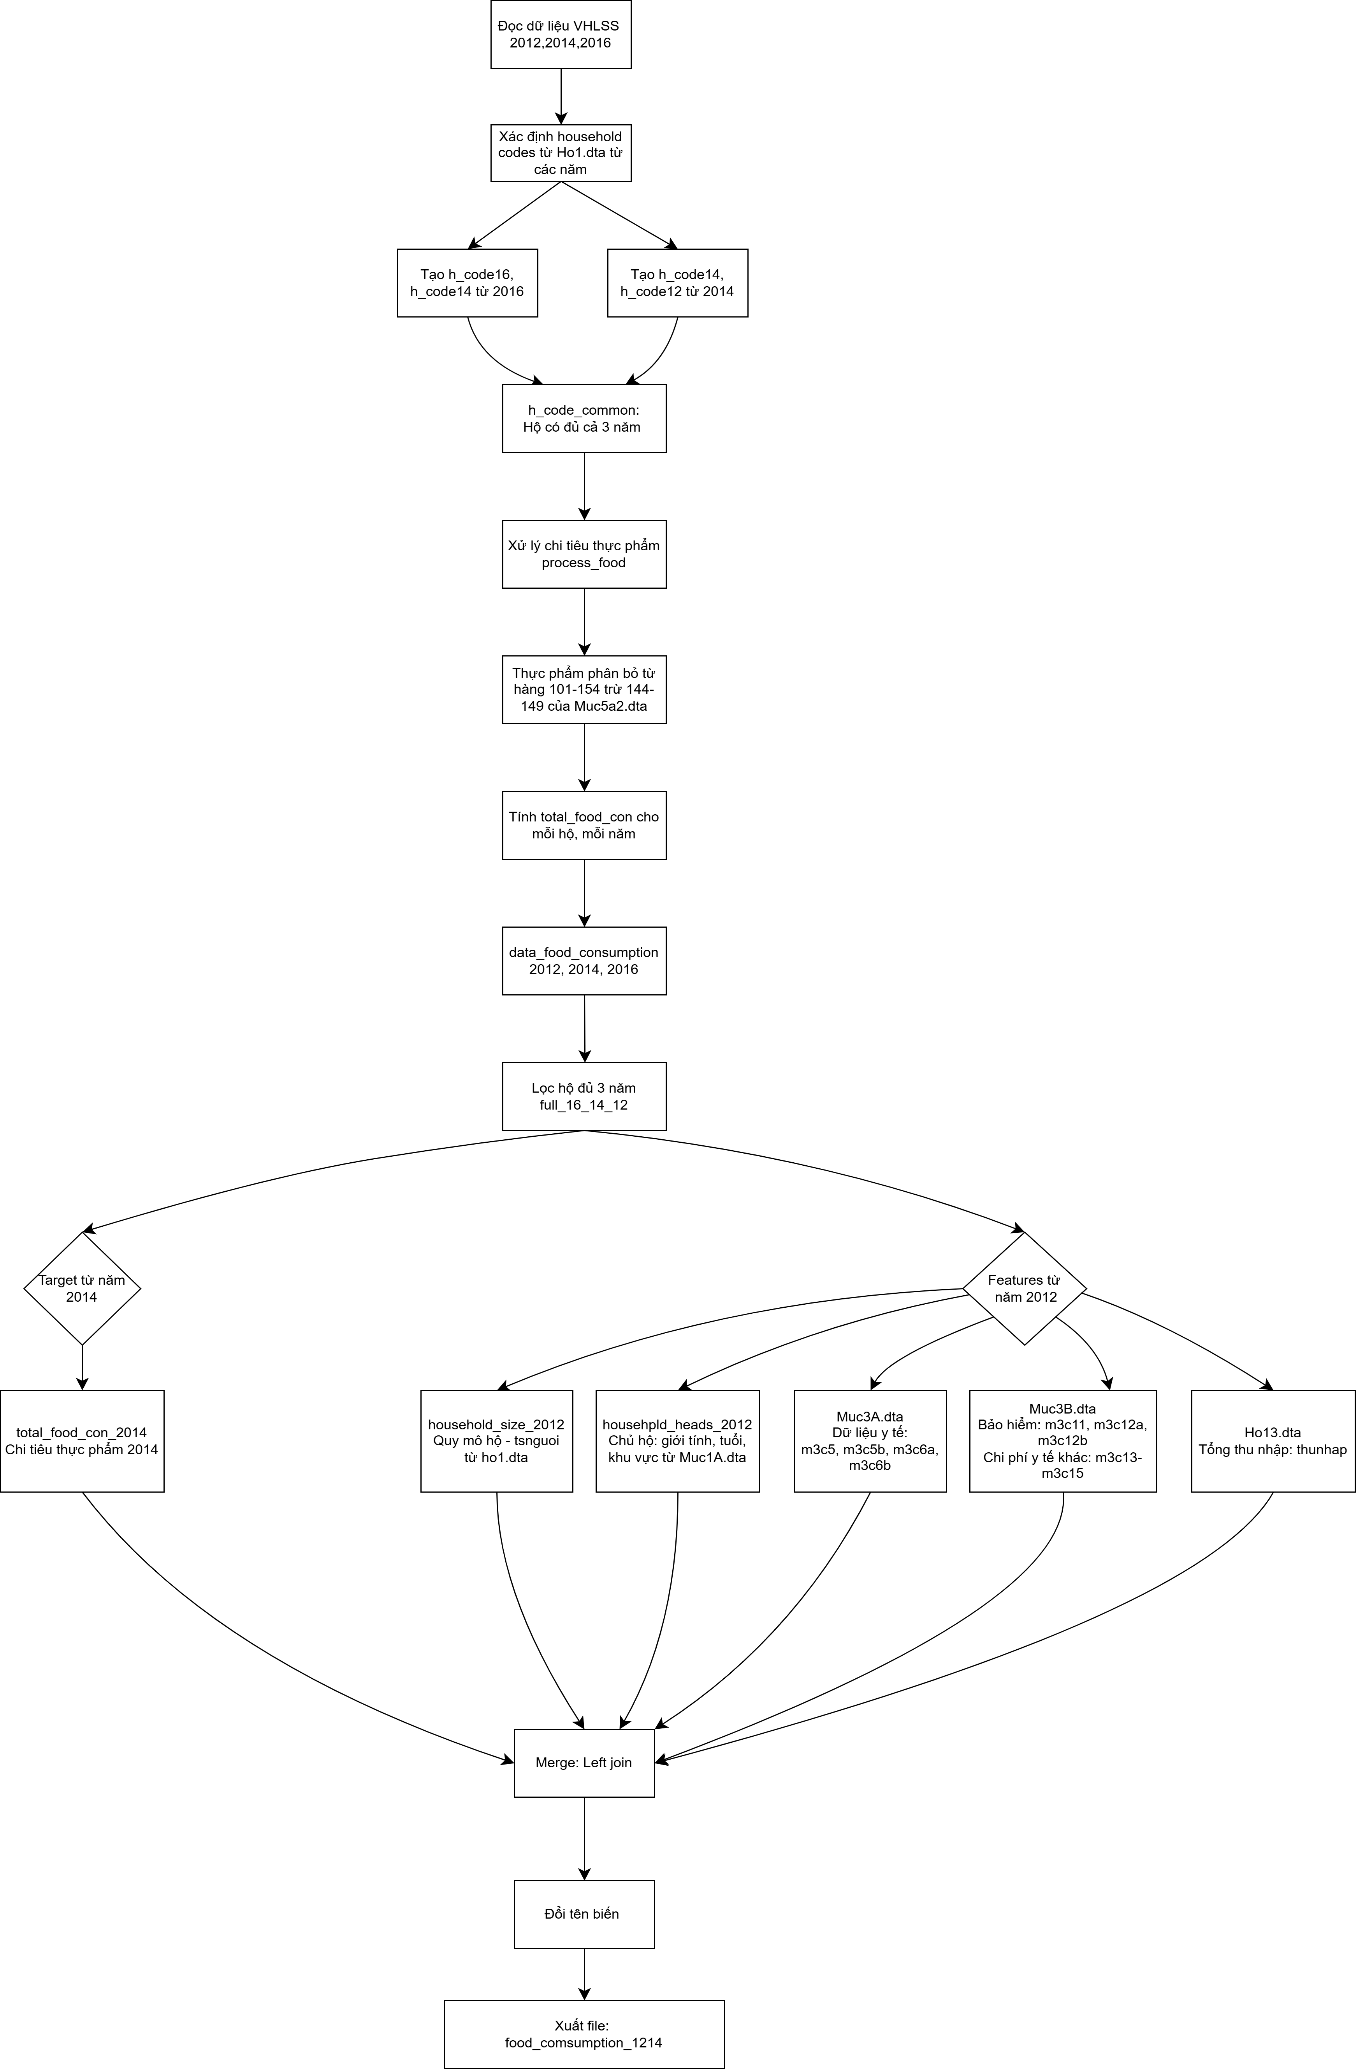 Đọc dữ liệu VHLSS
2012,2014,2016
Xác định household
codes từ Ho1.dta từ
các năm
Tạo h_code16,
h_code14 từ 2016
Tạo h_code14,
h_code12 từ 2014
h_code_common:
Hộ có đủ cả 3 năm
Xử lý chi tiêu thực phẩm
process_food
Thực phẩm phân bỏ từ
hàng 101-154 trừ 144-
149 của Muc5a2.dta
Tính total_food_con cho
mỗi hộ, mỗi năm
data_food_consumption
2012, 2014, 2016
Lọc hộ đủ 3 năm
full_16_14_12
Target từ năm
2014
Features từ
năm 2012
total_food_con_2014
Chi tiêu thực phẩm 2014
household_size_2012
Quy mô hộ - tsnguoi
từ ho1.dta
househpld_heads_2012
Chủ hộ: giới tính, tuổi,
khu vực từ Muc1A.dta
Muc3A.dta
Dữ liệu y tế:
m3c5, m3c5b, m3c6a,
m3c6b
Muc3B.dta
Bảo hiểm: m3c11, m3c12a,
m3c12b
Chi phí y tế khác: m3c13-
m3c15
Ho13.dta
Tổng thu nhập: thunhap
Merge: Left join
Đổi tên biến
Xuất file:
food_comsumption_1214